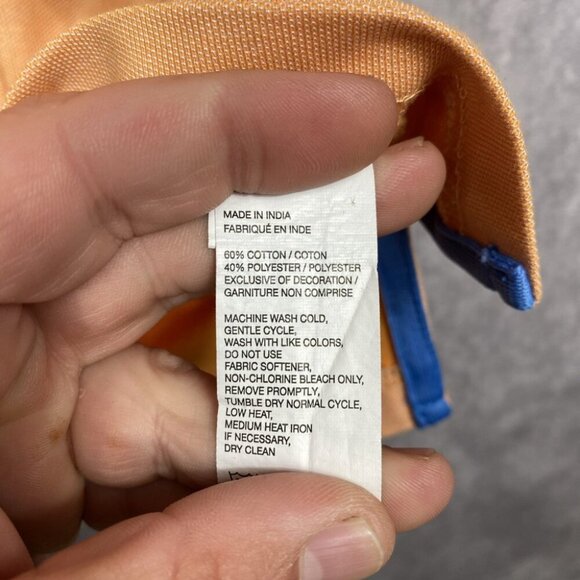 MADE IN INDIA
FABRIQUÉ EN INDE
60% COTTON / COTON
40% POLYESTER / POLYESTER
EXCLUSIVE OF DECORATION /
GARNITURE NON COMPRISE
MACHINE WASH COLD,
GENTLE CYCLE,
WASH WITH LIKE COLORS,
DO NOT USE
FABRIC SOFTENER,
NON-CHLORINE BLEACH ONLY,
REMOVE PROMPTLY,
TUMBLE DRY NORMAL CYCLE,
LOW HEAT,
MEDIUM HEAT IRON
IF NECESSARY,
DRY CLEAN